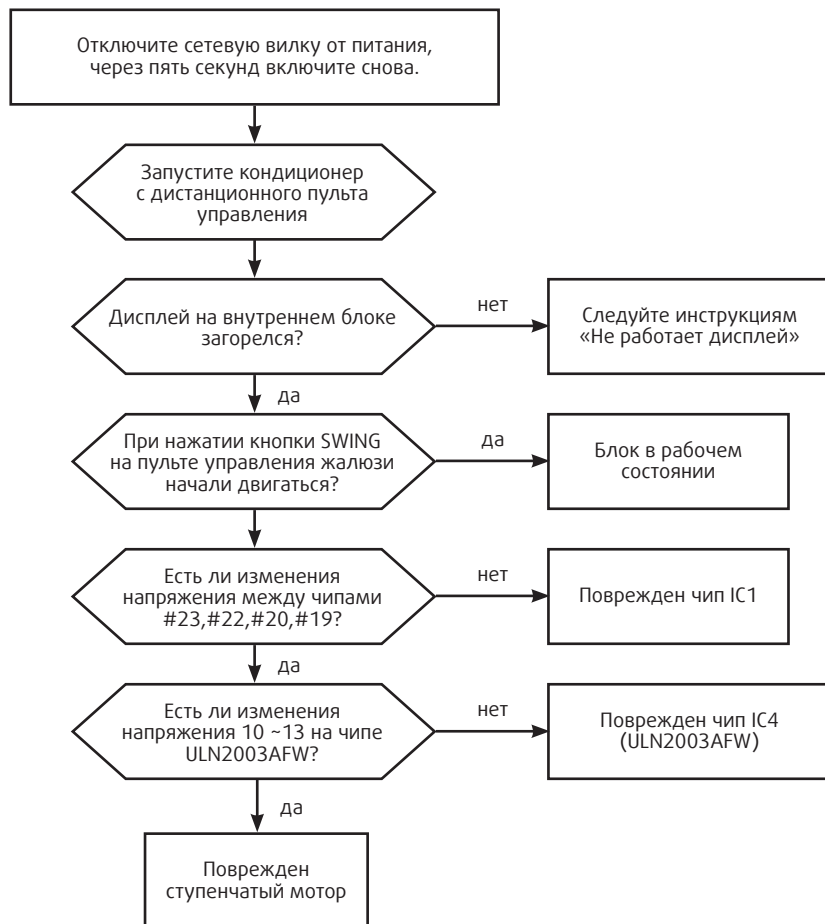 Отключите сетевую вилку от питания,
через пять секунд включите снова.
Запустите кондиционер
с дистанционного пульта
управления
Дисплей на внутреннем блоке
загорелся?
нет
Следуйте инструкциям
«Не работает дисплей»
да
При нажатии кнопки SWING
на пульте управления жалюзи
начали двигаться?
да
Блок в рабочем
состоянии
Есть ли изменения
напряжения между чипами
#23,#22,#20,#19?
нет
Поврежден чип IC1
да
Есть ли изменения
напряжения 10 ~13 на чипе
ULN2003AFW?
нет
Поврежден чип IC4
(ULN2003AFW)
да
Поврежден
ступенчатый мотор